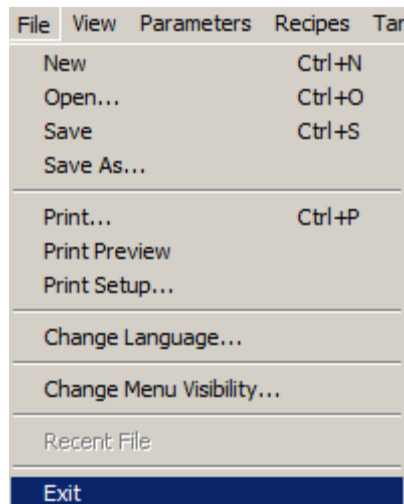 File View Parameters Recipes Tar
New Ctrl+N
Open... Ctrl+O
Save Ctrl+S
Save As...
Print... Ctrl+P
Print Preview
Print Setup...
Change Language...
Change Menu Visibility...
Recent File
Exit